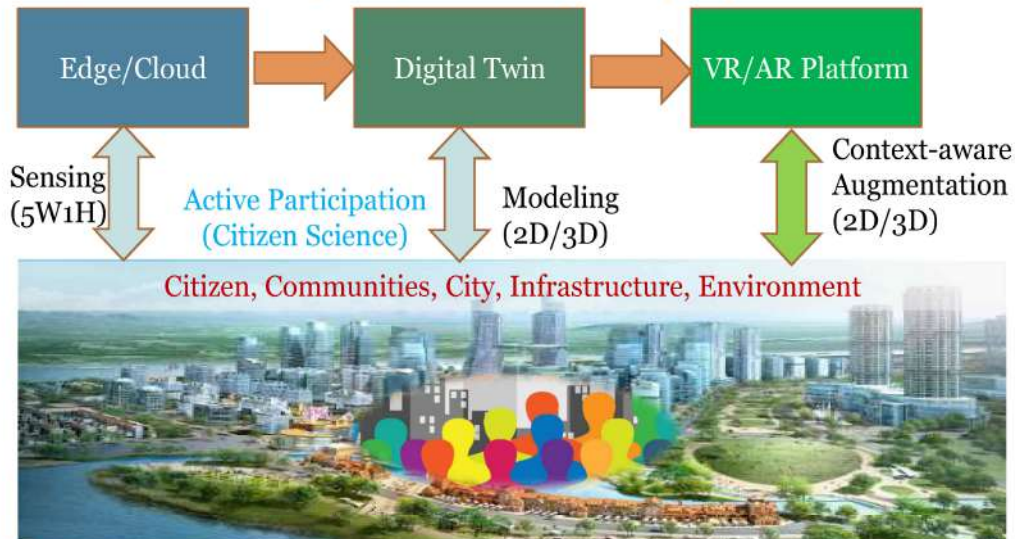 Edge/Cloud
Digital Twin
VR/AR Platform
Sensing
(5W1H)
Active Participation
(Citizen Science)
Modeling
(2D/3D)
Context-aware
Augmentation
(2D/3D)
Citizen, Communities, City, Infrastructure, Environment